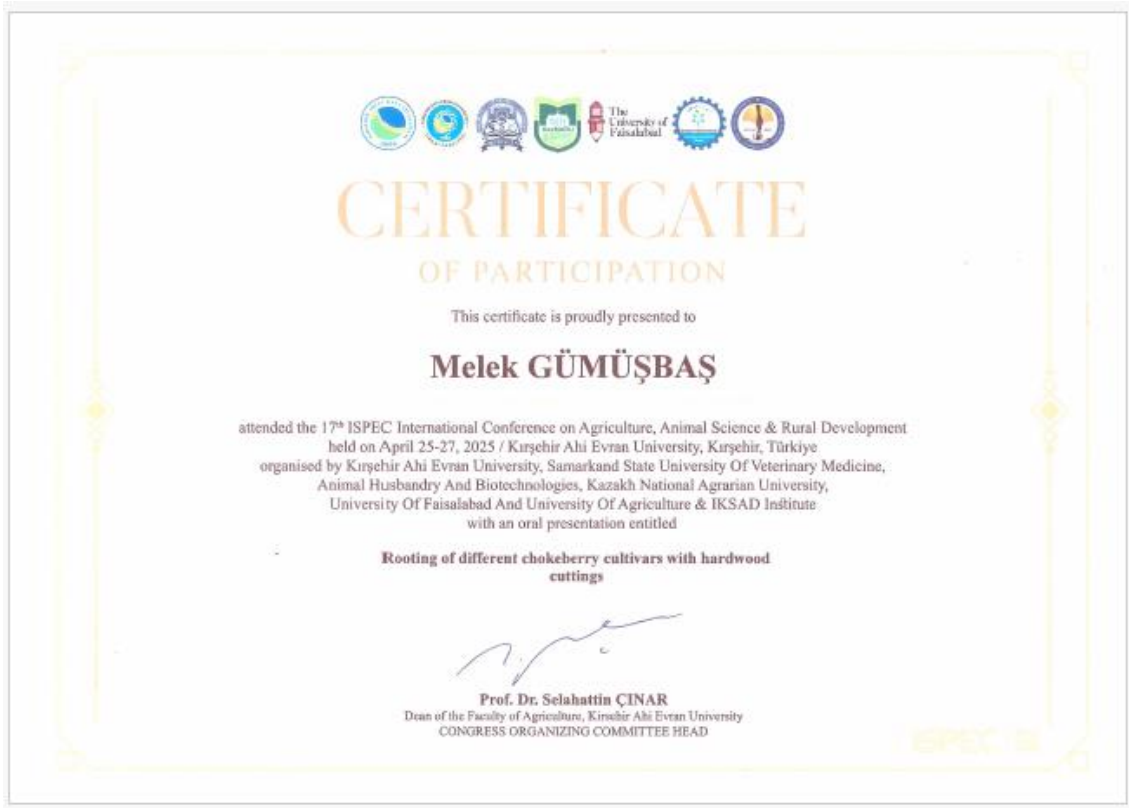 The
University of
Faisalabad
CERTIFICATE
OF PARTICIPATION
This certificate is proudly presented to
Melek GÜMÜŞBAŞ
attended the 17th ISPEC International Conference on Agriculture, Animal Science & Rural Development
held on April 25-27, 2025 / Kırşehir Ahi Evran University, Kırşehir, Türkiye
organised by Kırşehir Ahi Evran University, Samarkand State University Of Veterinary Medicine,
Animal Husbandry And Biotechnologies, Kazakh National Agrarian University,
University Of Faisalabad And University Of Agriculture & IKSAD Institute
with an oral presentation entitled
Rooting of different chokeberry cultivars with hardwood
cuttings
Prof. Dr. Selahattin ÇINAR
Dean of the Faculty of Agriculture, Kirsehir Ahi Evran University
CONGRESS ORGANIZING COMMITTEE HEAD
ISPEC